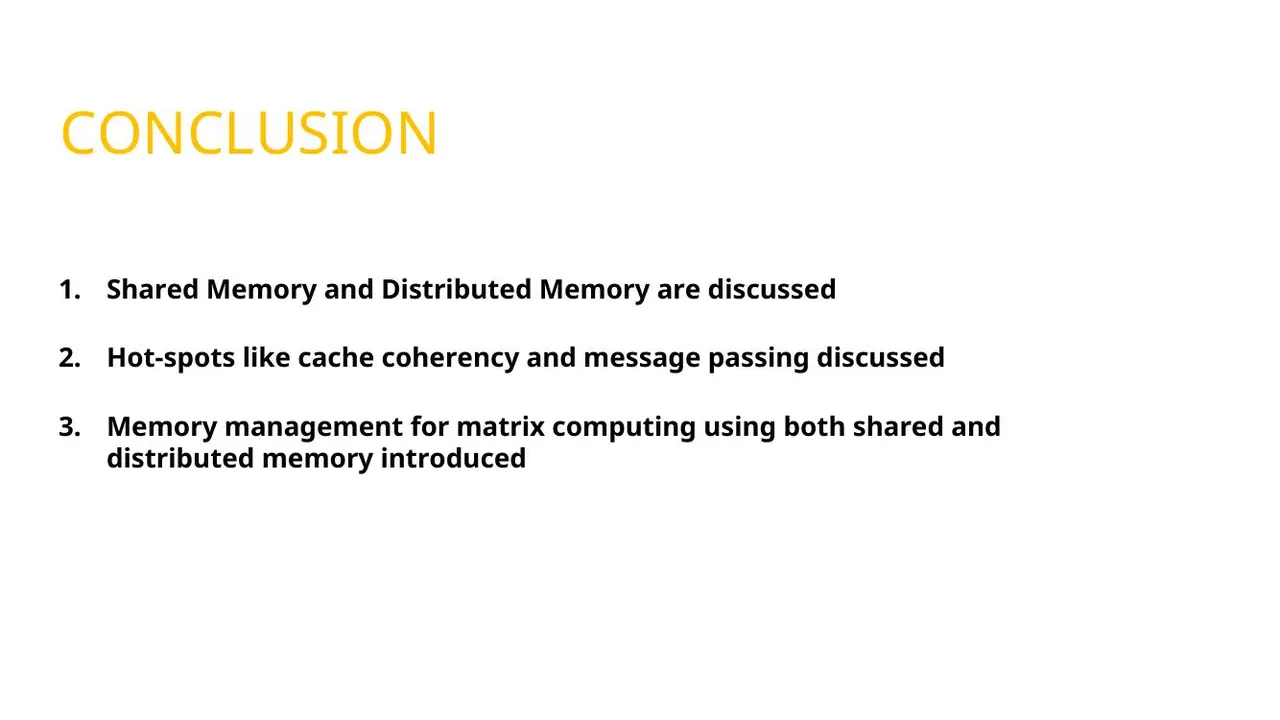 CONCLUSION
1. Shared Memory and Distributed Memory are discussed
2. Hot-spots like cache coherency and message passing discussed
3. Memory management for matrix computing using both shared and
distributed memory introduced